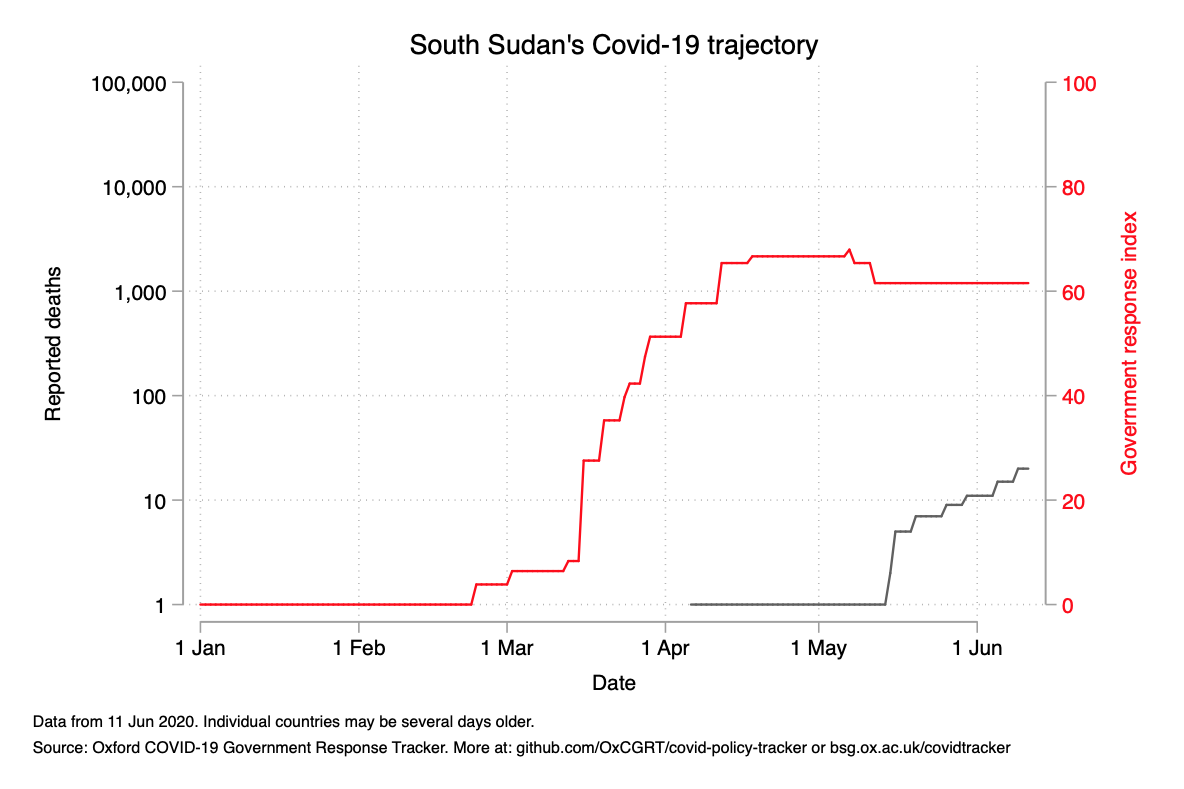 South Sudan's Covid-19 trajectory
100,000
10,000
1,000
100
10
1
Reported deaths
100
80
60
40
20
0
Government response index
1 Jan 1 Feb 1 Mar 1 Apr 1 May 1 Jun
Date
Data from 11 Jun 2020. Individual countries may be several days older.
Source: Oxford COVID-19 Government Response Tracker. More at: github.com/OxCGRT/covid-policy-tracker or bsg.ox.ac.uk/covidtracker